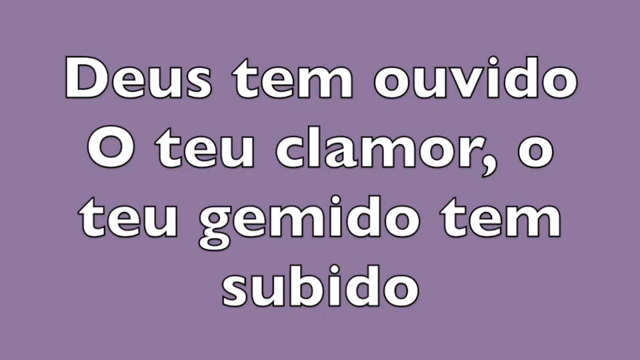 Deus tem ouvido
O teu clamor, o
teu gemido tem
subido